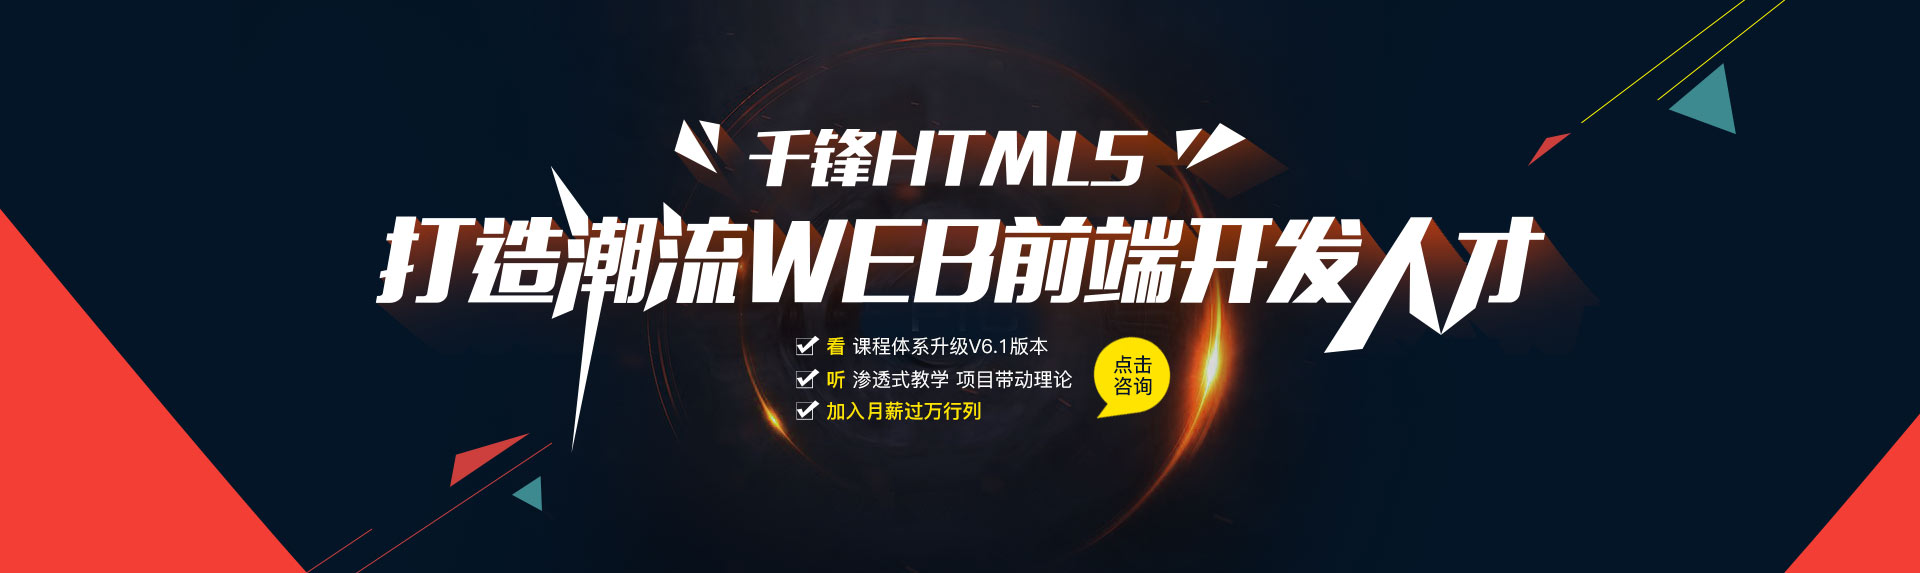 千锋HTML5
打造潮流WEB前端开发人才
看 课程体系升级V6.1版本
听 渗透式教学 项目带动理论
加入月薪过万行列
点击
咨询